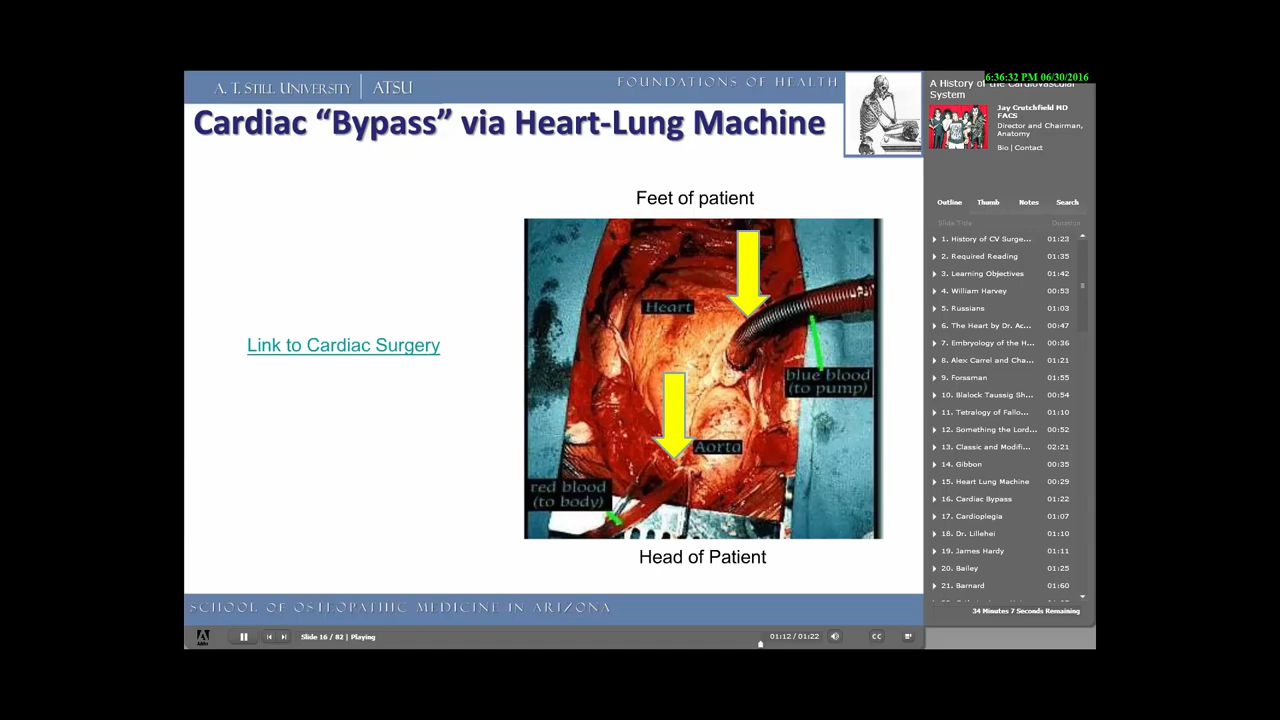 6:36:32 PM 06/30/2016
A. T. STILL UNIVERSITY | ATSU
FOUNDATIONS OF HEALTH
Cardiac “Bypass” via Heart-Lung Machine
Feet of patient
Heart
blue blood
(to pump)
Link to Cardiac Surgery
Aorta
red blood
(to body)
Head of Patient
SCHOOL OF OSTEOPATHIC MEDICINE IN ARIZONA
Slide 16 / 82 | Playing
01:12 / 01:22
CC
A History of the Cardiovascular
System
Jay Crutchfield MD
FACS
Director and Chairman,
Anatomy
Bio | Contact
Outline Thumb Notes Search
Slide Title Duration
1. History of CV Surge... 01:23
2. Required Reading 01:35
3. Learning Objectives 01:42
4. William Harvey 00:53
5. Russians 01:03
6. The Heart by Dr. Ac... 00:47
7. Embryology of the H... 00:36
8. Alex Carrel and Cha... 01:21
9. Forssman 01:55
10. Blalock Taussig Sh... 00:54
11. Tetralogy of Fallo... 01:10
12. Something the Lord... 00:52
13. Classic and Modifi... 02:21
14. Gibbon 00:35
15. Heart Lung Machine 00:29
16. Cardiac Bypass 01:22
17. Cardioplegia 01:07
18. Dr. Lillehei 01:10
19. James Hardy 01:11
20. Bailey 01:25
21. Barnard 01:60
34 Minutes 7 Seconds Remaining